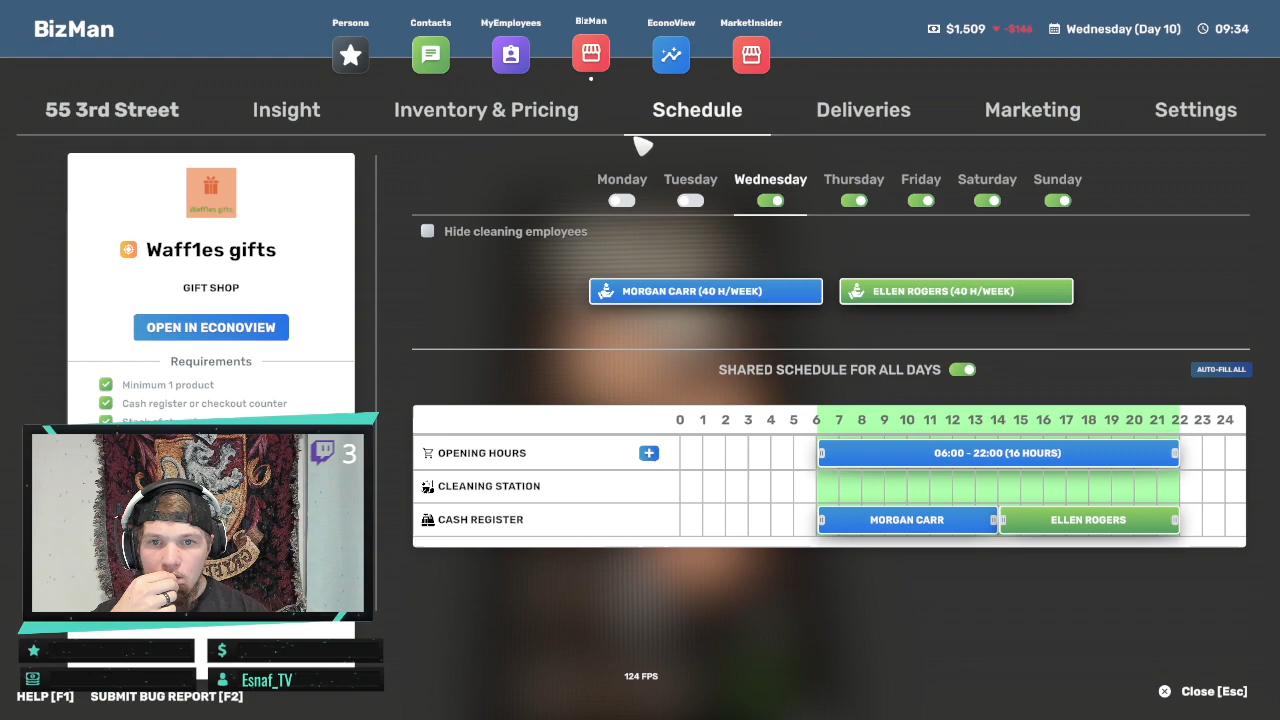 BizMan
Persona
Contacts
MyEmployees
BizMan
EconoView
MarketInsider
$1,509 ▼ -$146
Wednesday (Day 10)
09:34
55 3rd Street
Insight
Inventory & Pricing
Schedule
Deliveries
Marketing
Settings
Waff1es gifts
Waff1es gifts
GIFT SHOP
OPEN IN ECONOVIEW
Requirements
Minimum 1 product
Cash register or checkout counter
Monday Tuesday Wednesday Thursday Friday Saturday Sunday
Hide cleaning employees
MORGAN CARR (40 H/WEEK)
ELLEN ROGERS (40 H/WEEK)
SHARED SCHEDULE FOR ALL DAYS
AUTO-FILL ALL
0 1 2 3 4 5 6 7 8 9 10 11 12 13 14 15 16 17 18 19 20 21 22 23 24
OPENING HOURS
06:00 - 22:00 (16 HOURS)
CLEANING STATION
CASH REGISTER
MORGAN CARR
ELLEN ROGERS
3
$
Esnaf_TV
124 FPS
HELP [F1]
SUBMIT BUG REPORT [F2]
Close [Esc]